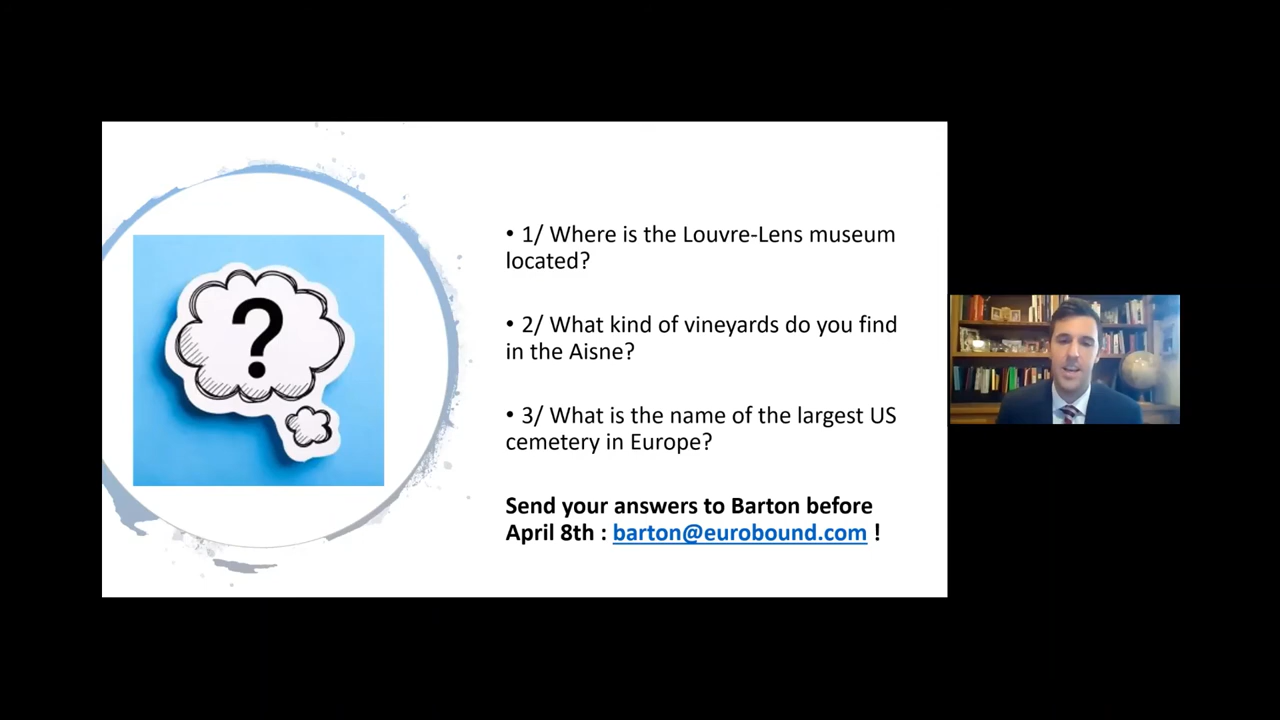 • 1/ Where is the Louvre-Lens museum
located?
• 2/ What kind of vineyards do you find
in the Aisne?
• 3/ What is the name of the largest US
cemetery in Europe?
Send your answers to Barton before
April 8th : barton@eurobound.com !
?